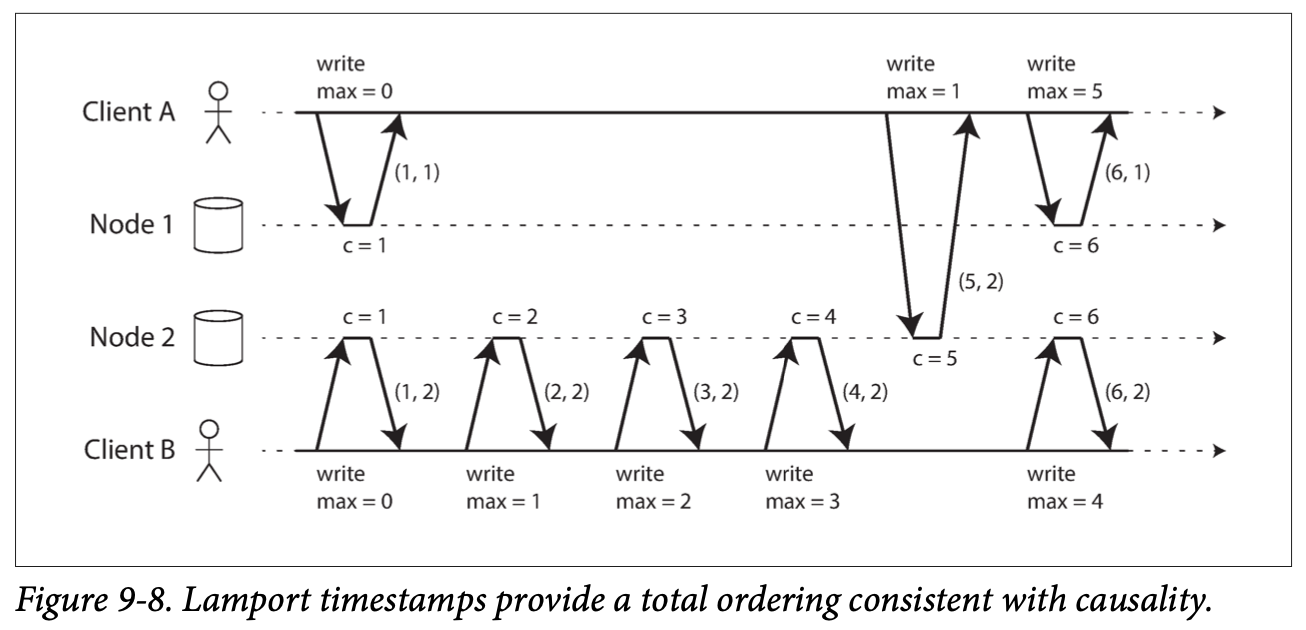 write
max = 0
write
max = 1
write
max = 5
Client A
(1, 1)
(6, 1)
Node 1
c = 1
c = 6
(5, 2)
c = 1
c = 2
c = 3
c = 4
c = 6
Node 2
c = 5
(1, 2)
(2, 2)
(3, 2)
(4, 2)
(6, 2)
Client B
write
max = 0
write
max = 1
write
max = 2
write
max = 3
write
max = 4
Figure 9-8. Lamport timestamps provide a total ordering consistent with causality.